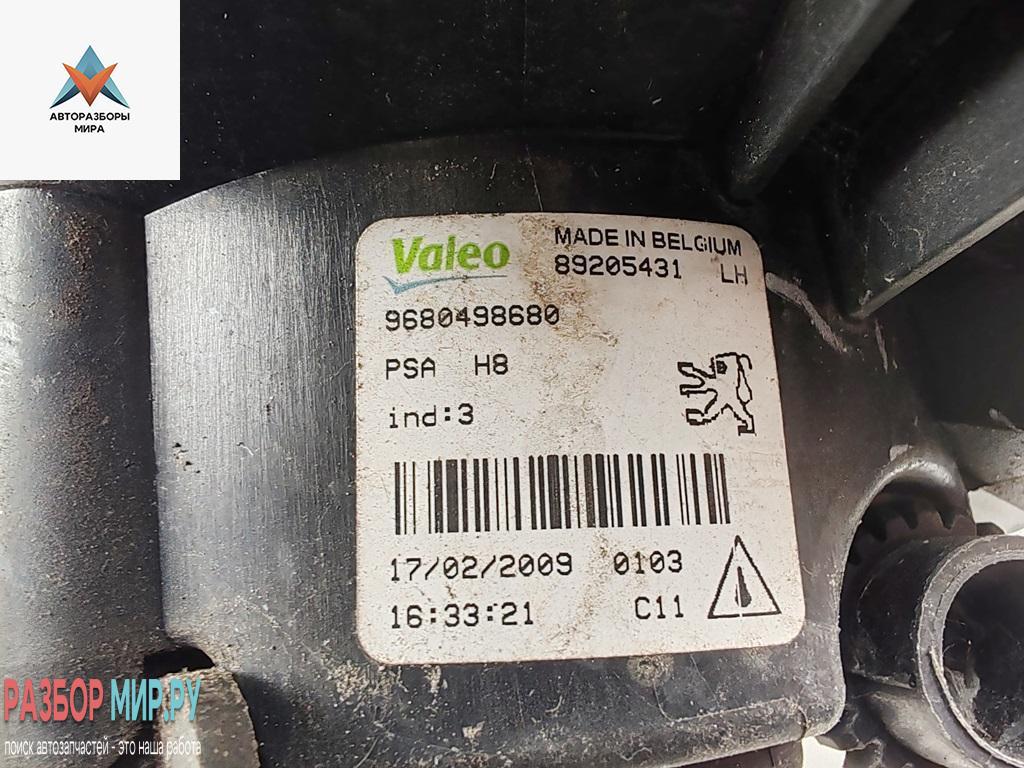 АВТОРАЗБОРЫ
МИРА
Valeo
MADE IN BELGIUM
89205431 LH
9680498680
PSA H8
ind:3
17/02/2009 0103
16:33:21 C11
РАЗБОР МИР.РУ
поиск автозапчастей - это наша работа